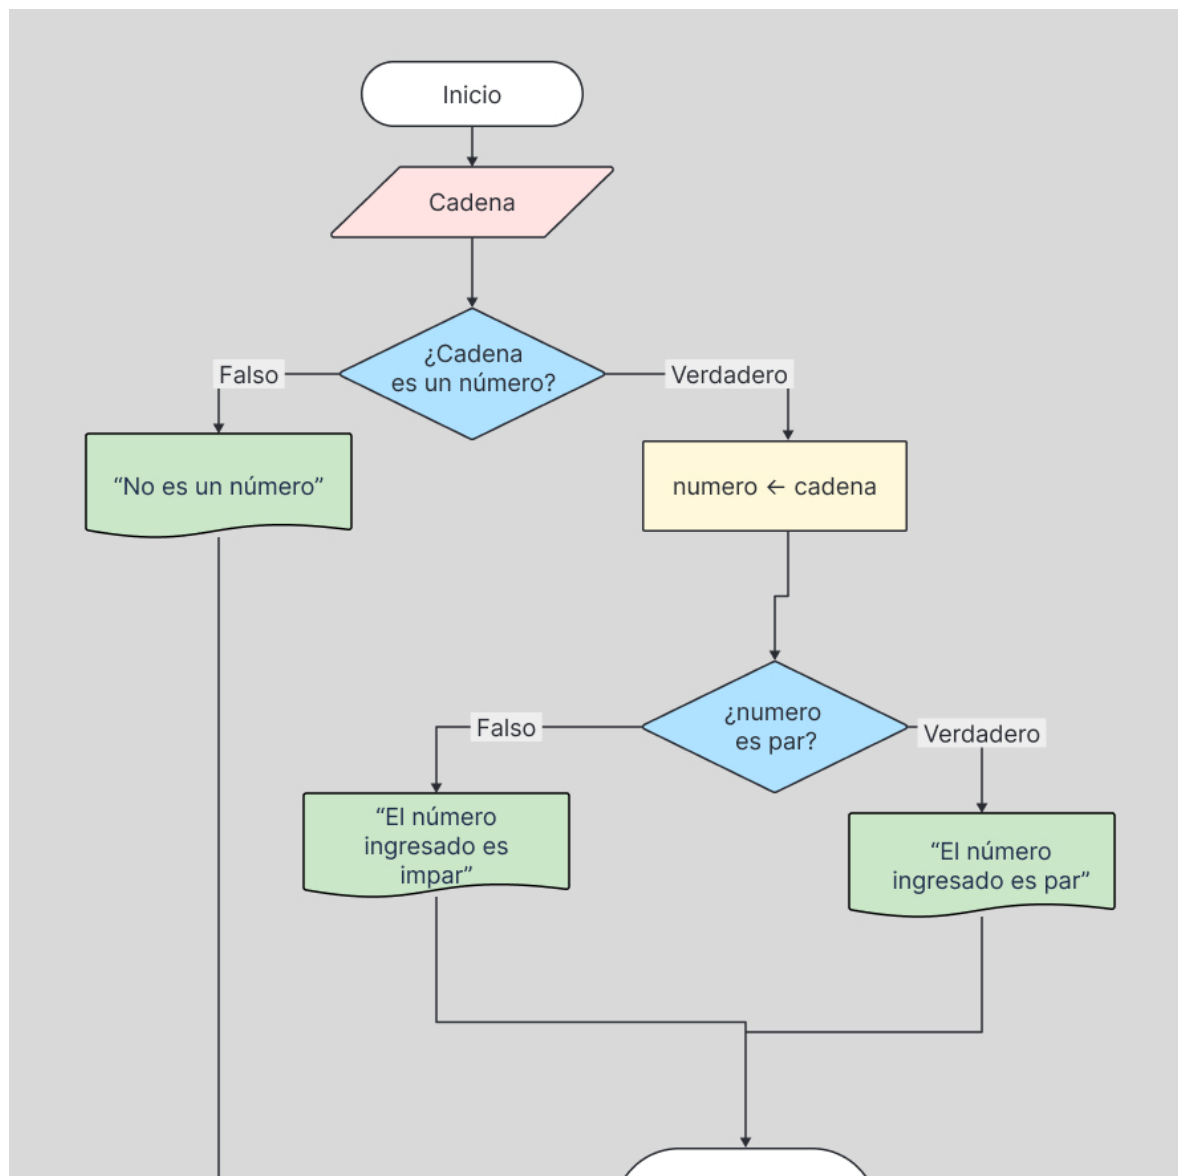 Inicio
Cadena
¿Cadena
es un número?
Falso
Verdadero
“No es un número”
numero ← cadena
¿numero
es par?
Falso
Verdadero
“El número
ingresado es
impar”
“El número
ingresado es par”